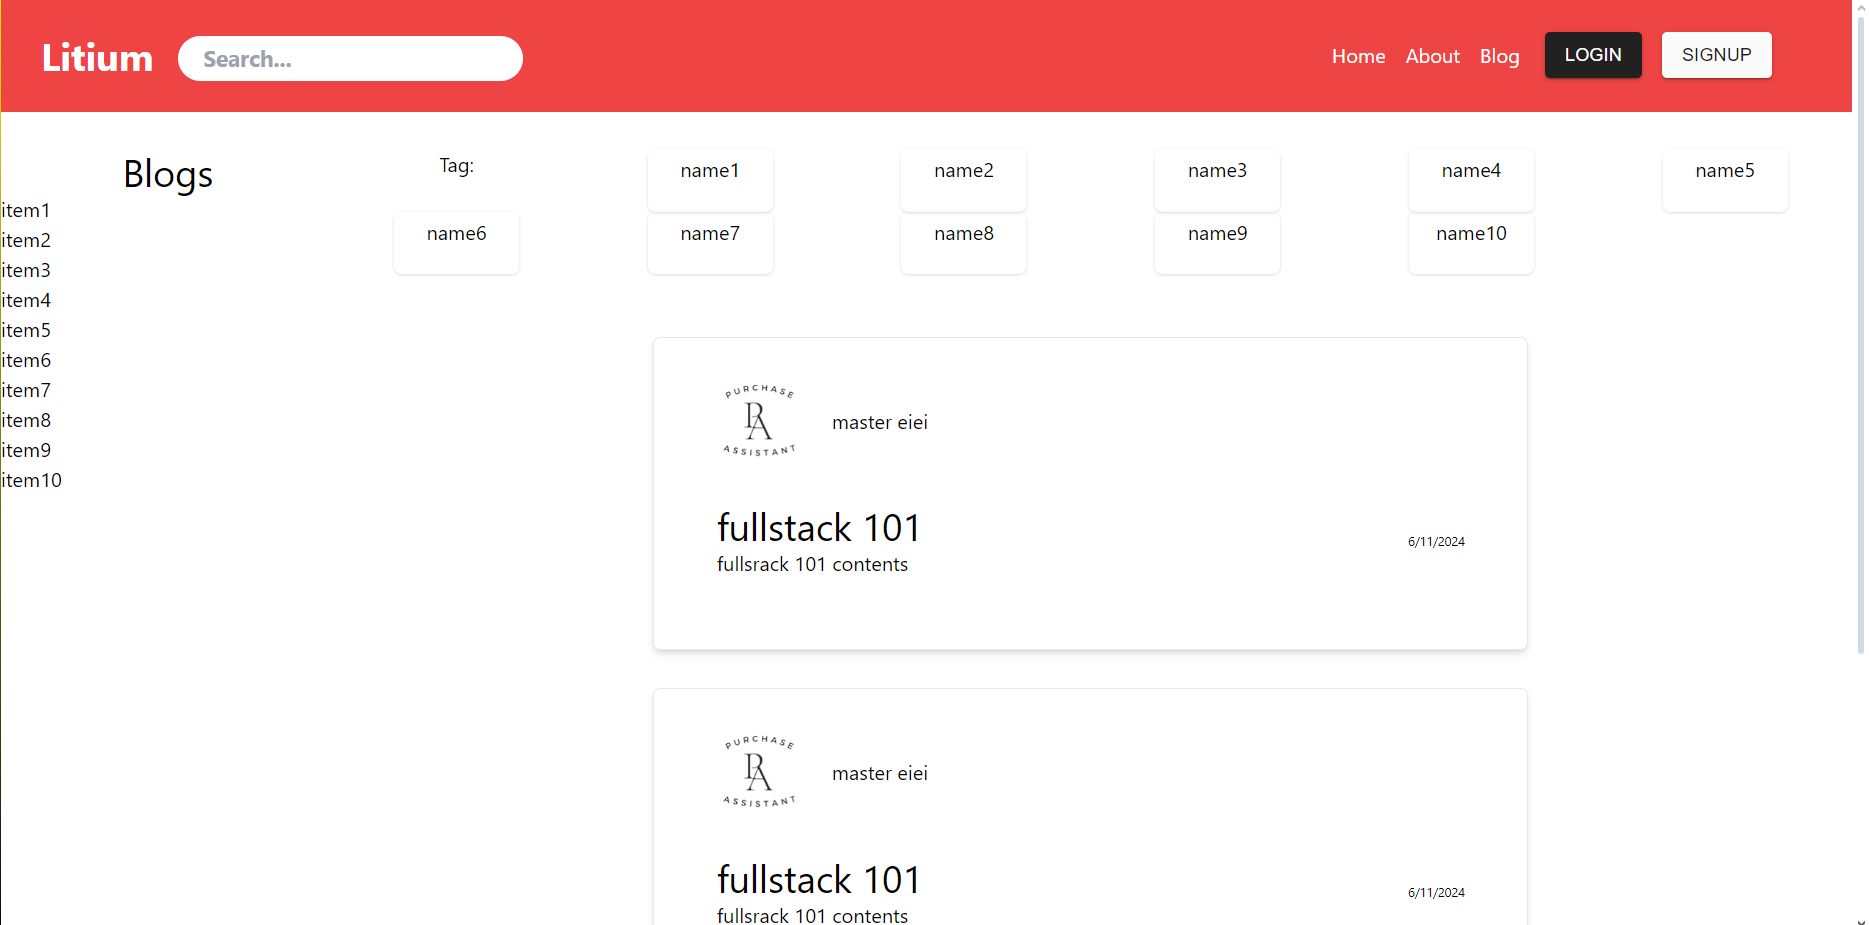 Litium Search... Home About Blog LOGIN SIGNUP
Blogs
item1
item2
item3
item4
item5
item6
item7
item8
item9
item10
Tag: name1 name2 name3 name4 name5
name6 name7 name8 name9 name10
PURCHASE
PA
ASSISTANT
master eiei
fullstack 101
fullsrack 101 contents
6/11/2024
PURCHASE
PA
ASSISTANT
master eiei
fullstack 101
fullsrack 101 contents
6/11/2024